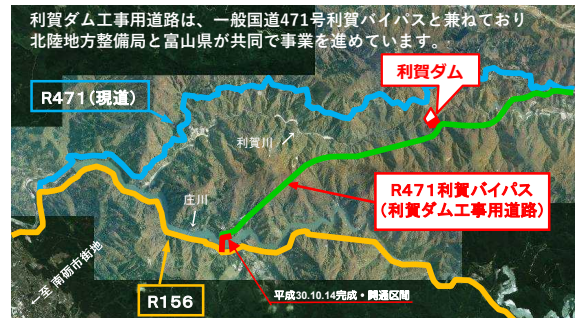 利賀ダム工事用道路は、一般国道471号利賀バイパスと兼ねており
北陸地方整備局と富山県が共同で事業を進めています。
利賀ダム
R471（現道）
利賀川
R471利賀バイパス
（利賀ダム工事用道路）
庄川
至 南砺市街地
R156
平成30.10.14完成・開通区間